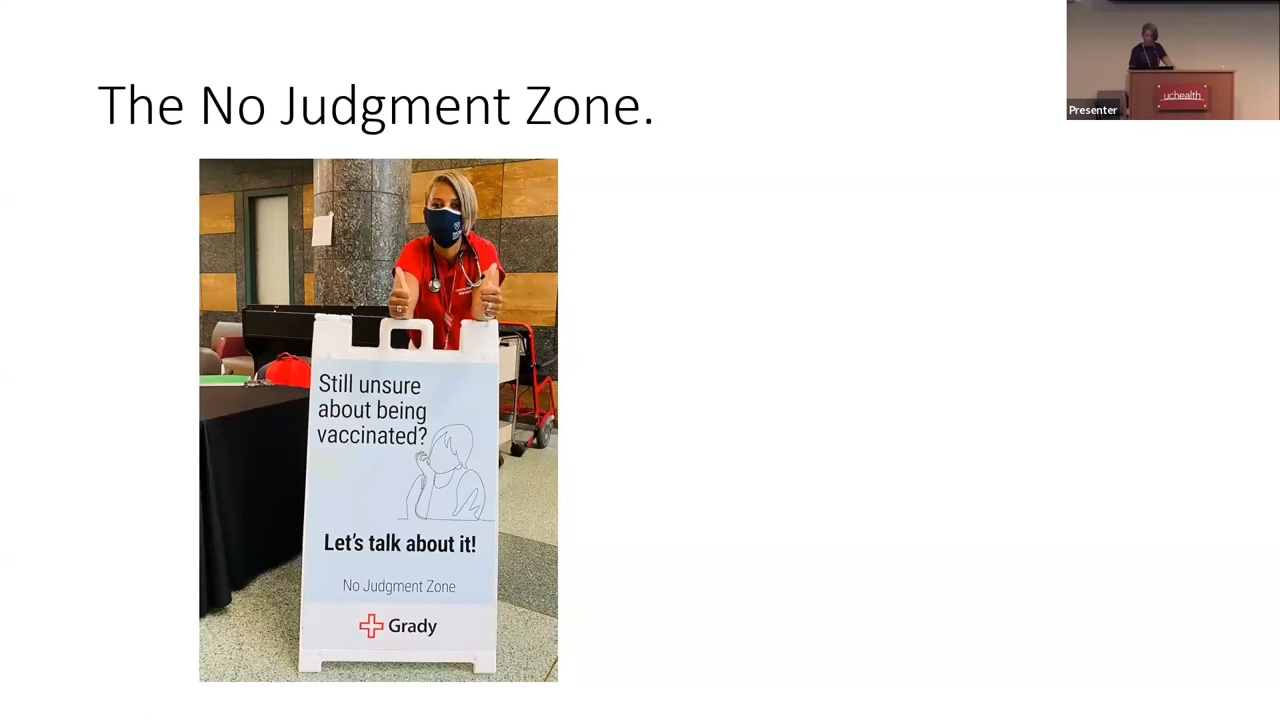 The No Judgment Zone.
Presenter
uchealth
Still unsure
about being
vaccinated?
Let's talk about it!
No Judgment Zone
Grady